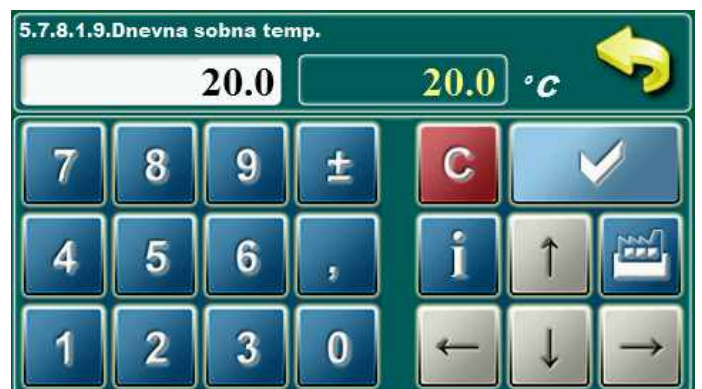 5.7.8.1.9.Dnevna sobna temp.
20.0 20.0 °C
7 8 9 ± C
4 5 6 , i ↑
1 2 3 0 ← ↓ →